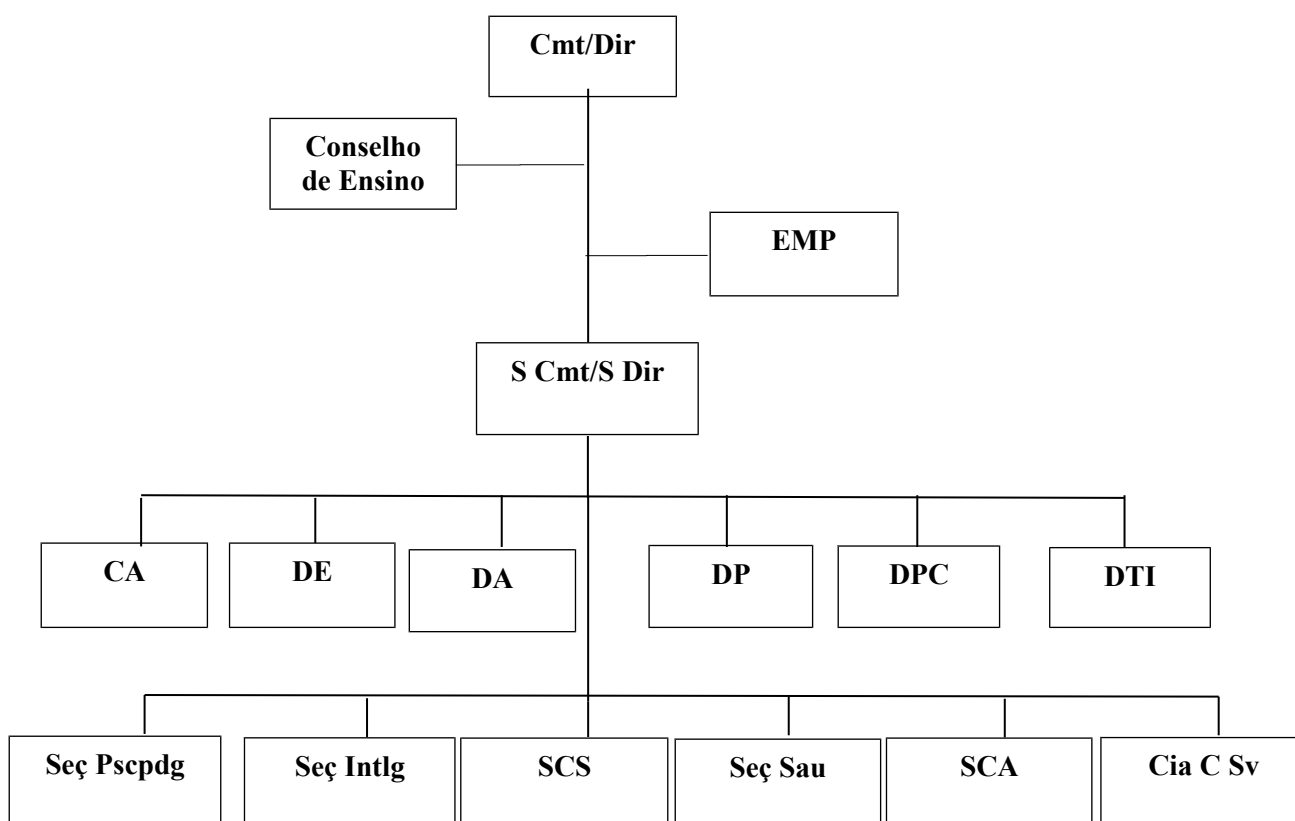 Cmt/Dir
Conselho
de Ensino
EMP
S Cmt/S Dir
CA
DE
DA
DP
DPC
DTI
Seç Pscpdg
Seç Intlg
SCS
Seç Sau
SCA
Cia C Sv